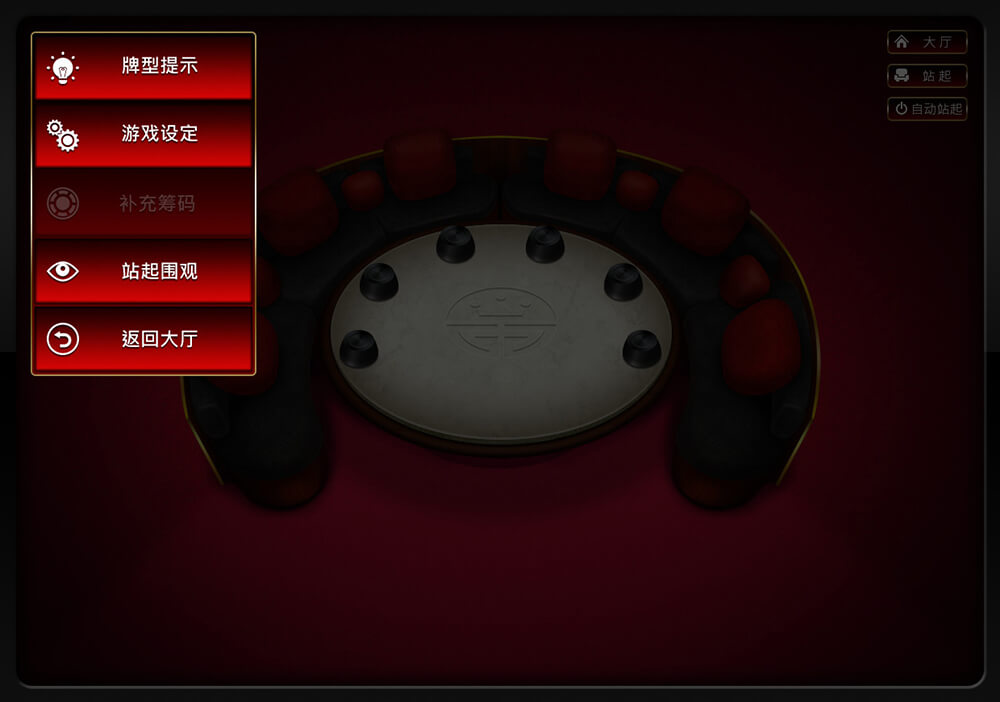 牌型提示
游戏设定
补充筹码
站起围观
返回大厅
大厅
站起
自动站起